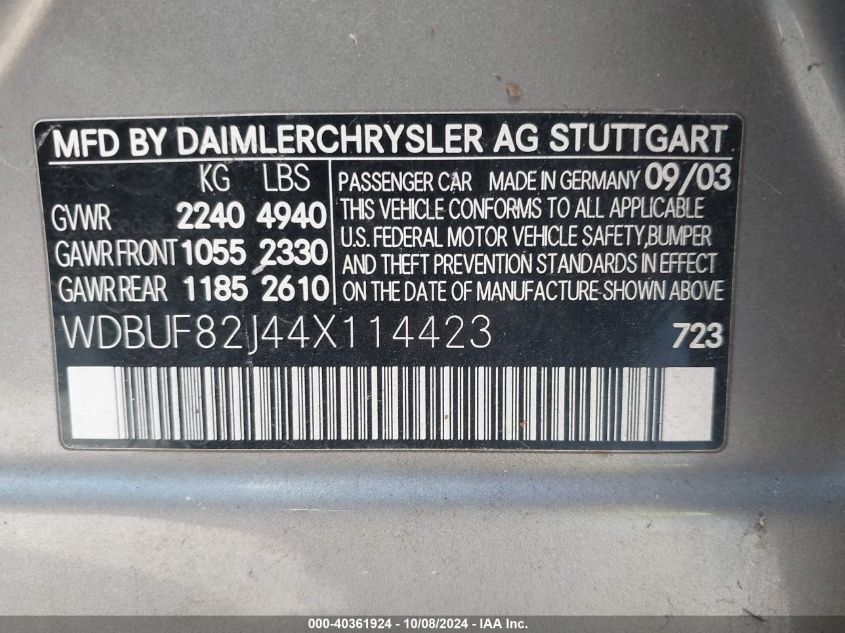 MFD BY DAIMLERCHRYSLER AG STUTTGART
KG LBS
GVWR 2240 4940
GAWR FRONT 1055 2330
GAWR REAR 1185 2610
PASSENGER CAR MADE IN GERMANY 09/03
THIS VEHICLE CONFORMS TO ALL APPLICABLE
U.S. FEDERAL MOTOR VEHICLE SAFETY,BUMPER
AND THEFT PREVENTION STANDARDS IN EFFECT
ON THE DATE OF MANUFACTURE-SHOWN ABOVE
WDBUF82J44X114423 723
000-40361924 - 10/08/2024 - IAA Inc.